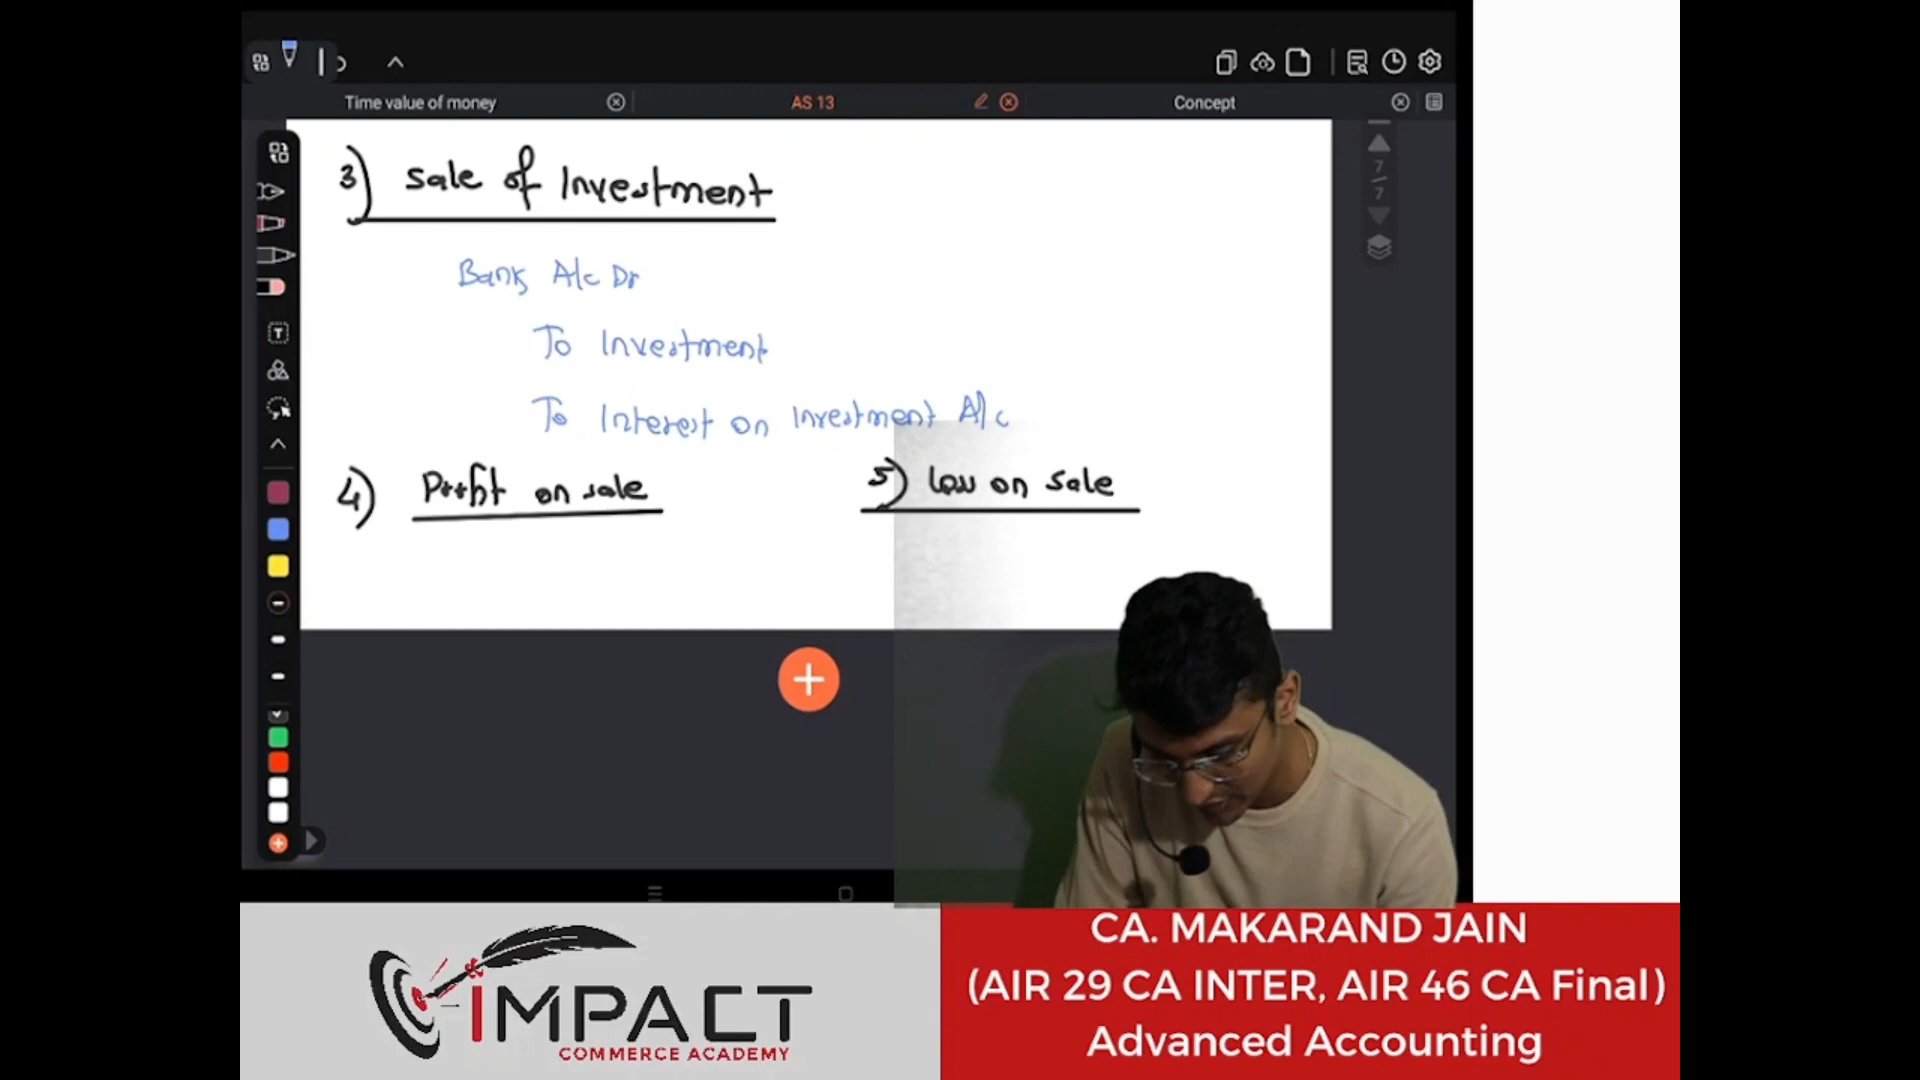 Time value of money
AS 13
Concept
3) Sale of Investment
Bank A/c Dr
To Investment
To Interest on Investment A/c
4) Profit on sale
5) Loss on sale
7
7
T
IMPACT
COMMERCE ACADEMY
CA. MAKARAND JAIN
(AIR 29 CA INTER, AIR 46 CA Final)
Advanced Accounting